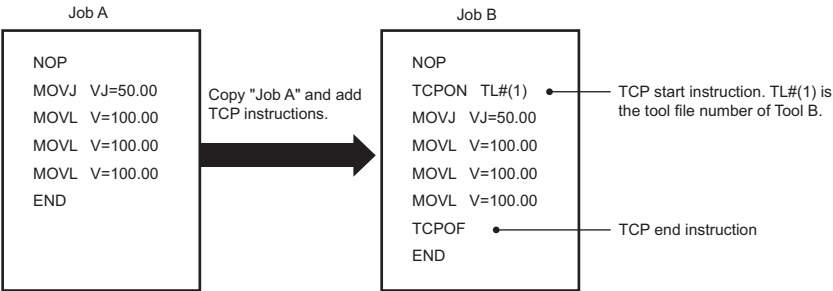 Job A
NOP
MOVJ VJ=50.00
MOVL V=100.00
MOVL V=100.00
MOVL V=100.00
END
Copy "Job A" and add
TCP instructions.
Job B
NOP
TCPON TL#(1)
MOVJ VJ=50.00
MOVL V=100.00
MOVL V=100.00
MOVL V=100.00
TCPOF
END
TCP start instruction. TL#(1) is
the tool file number of Tool B.
TCP end instruction